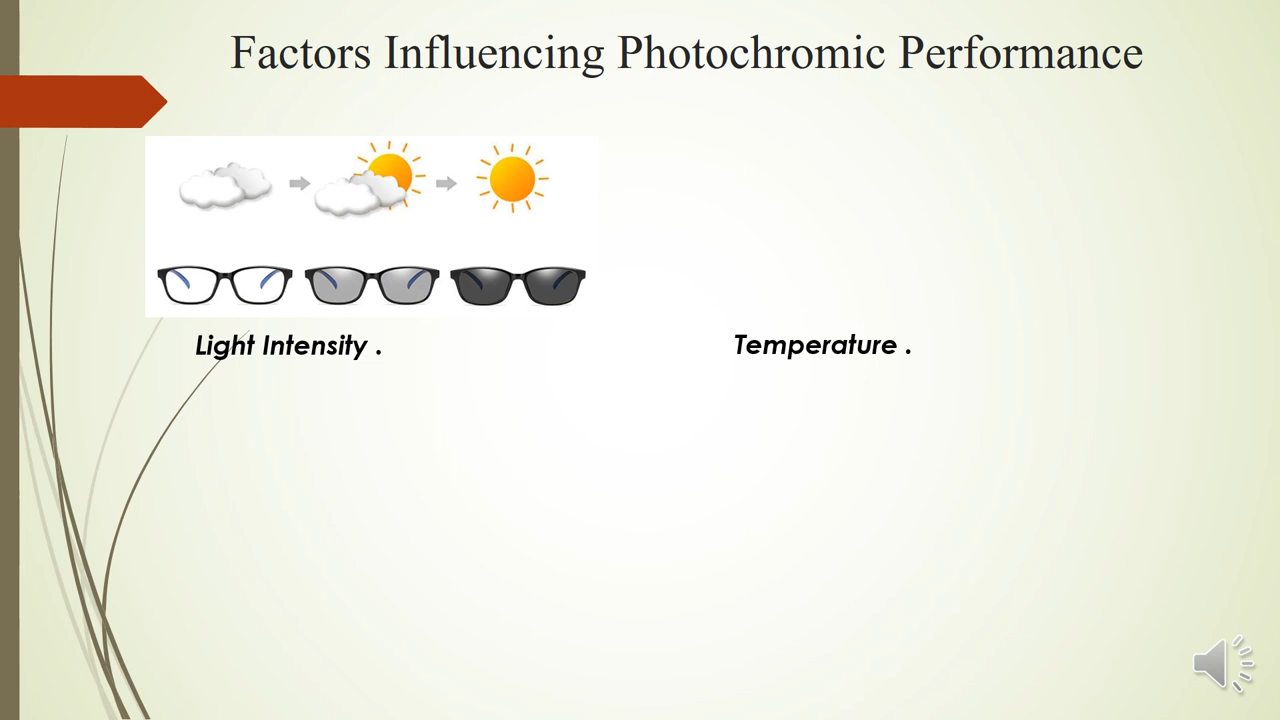 Factors Influencing Photochromic Performance
Light Intensity .
Temperature .